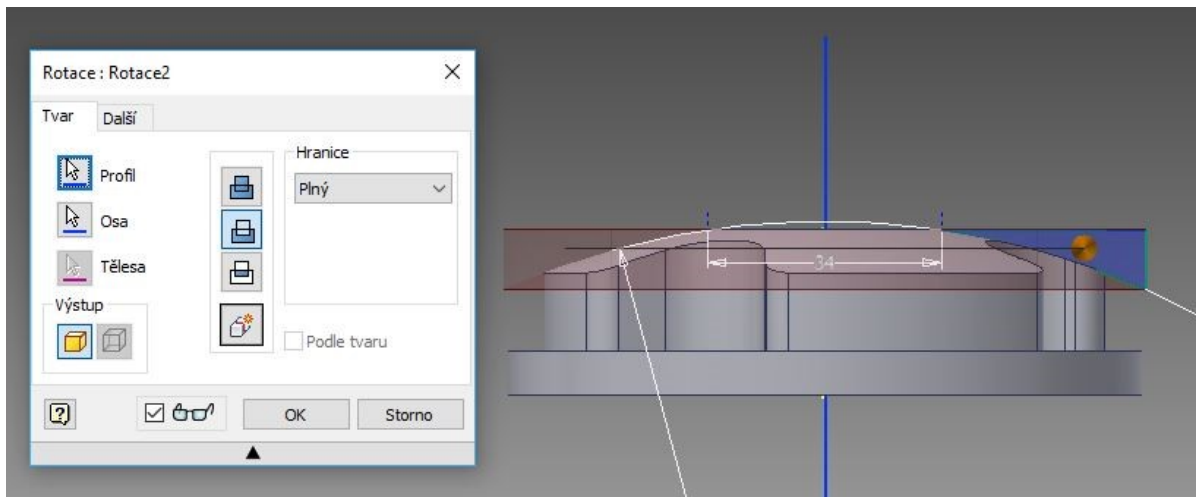 Rotace : Rotace2
Tvar
Další
Profil
Osa
Tělesa
Výstup
Hranice
Plný
Podle tvaru
OK
Storno
34